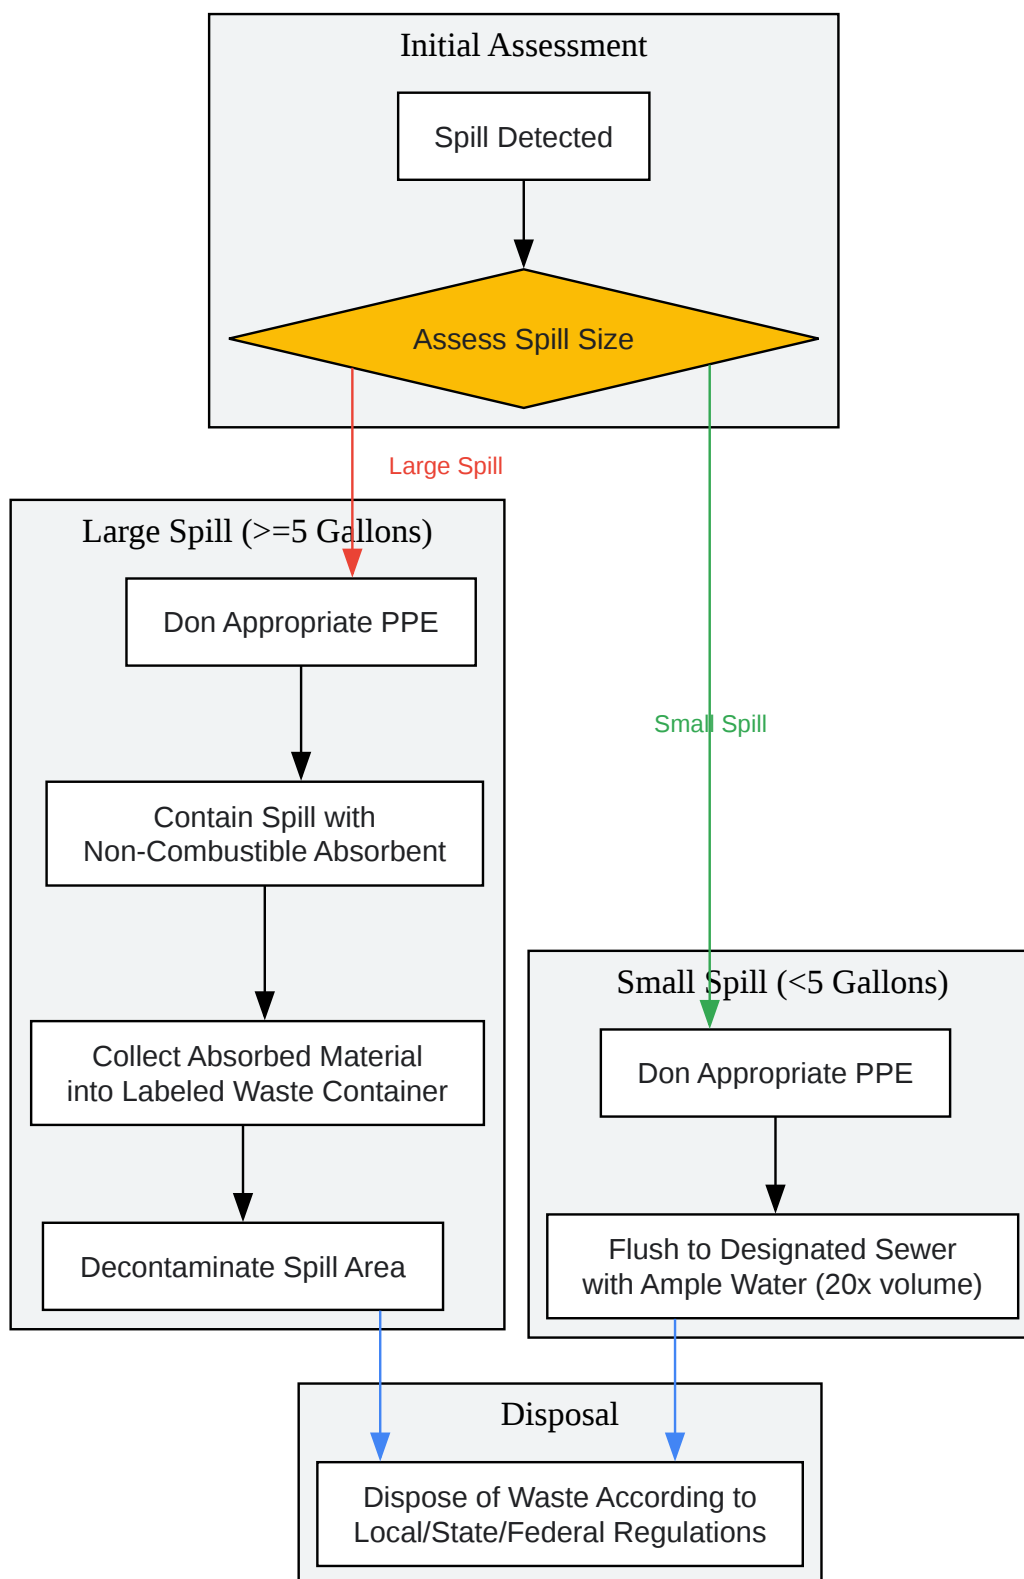 Initial Assessment
Spill Detected
Assess Spill Size
Large Spill
Large Spill (>=5 Gallons)
Don Appropriate PPE
Contain Spill with
Non-Combustible Absorbent
Collect Absorbed Material
into Labeled Waste Container
Decontaminate Spill Area
Small Spill
Small Spill (<5 Gallons)
Don Appropriate PPE
Flush to Designated Sewer
with Ample Water (20x volume)
Disposal
Dispose of Waste According to
Local/State/Federal Regulations